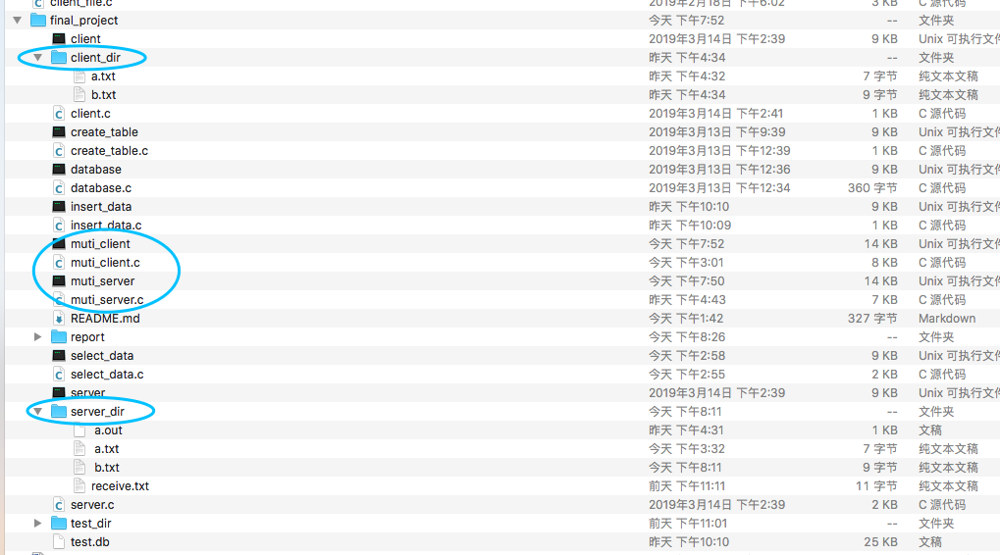 client_file.c 2019年2月18日 下午6:02 3 KB C 源代码
final_project 今天 下午7:52 -- 文件夹
client 2019年3月14日 下午2:39 9 KB Unix 可执行文件
client_dir 昨天 下午4:34 -- 文件夹
a.txt 昨天 下午4:32 7 字节 纯文本文稿
b.txt 昨天 下午4:34 9 字节 纯文本文稿
client.c 2019年3月14日 下午2:41 1 KB C 源代码
create_table 2019年3月13日 下午9:39 9 KB Unix 可执行文件
create_table.c 2019年3月13日 下午12:39 1 KB C 源代码
database 2019年3月13日 下午12:36 9 KB Unix 可执行文件
database.c 2019年3月13日 下午12:34 360 字节 C 源代码
insert_data 昨天 下午10:10 9 KB Unix 可执行文件
insert_data.c 昨天 下午10:09 1 KB C 源代码
muti_client 今天 下午7:52 14 KB Unix 可执行文件
muti_client.c 今天 下午3:01 8 KB C 源代码
muti_server 今天 下午7:50 14 KB Unix 可执行文件
muti_server.c 昨天 下午4:43 7 KB C 源代码
README.md 今天 下午1:42 327 字节 Markdown
report 今天 下午8:26 -- 文件夹
select_data 今天 下午2:58 9 KB Unix 可执行文件
select_data.c 今天 下午2:55 2 KB C 源代码
server 2019年3月14日 下午2:39 9 KB Unix 可执行文件
server_dir 今天 下午8:11 -- 文件夹
a.out 昨天 下午4:31 1 KB 文稿
a.txt 今天 下午3:32 7 字节 纯文本文稿
b.txt 今天 下午8:11 9 字节 纯文本文稿
receive.txt 前天 下午11:11 11 字节 纯文本文稿
server.c 2019年3月14日 下午2:39 2 KB C 源代码
test_dir 前天 下午11:01 -- 文件夹
test.db 昨天 下午10:10 25 KB 文稿